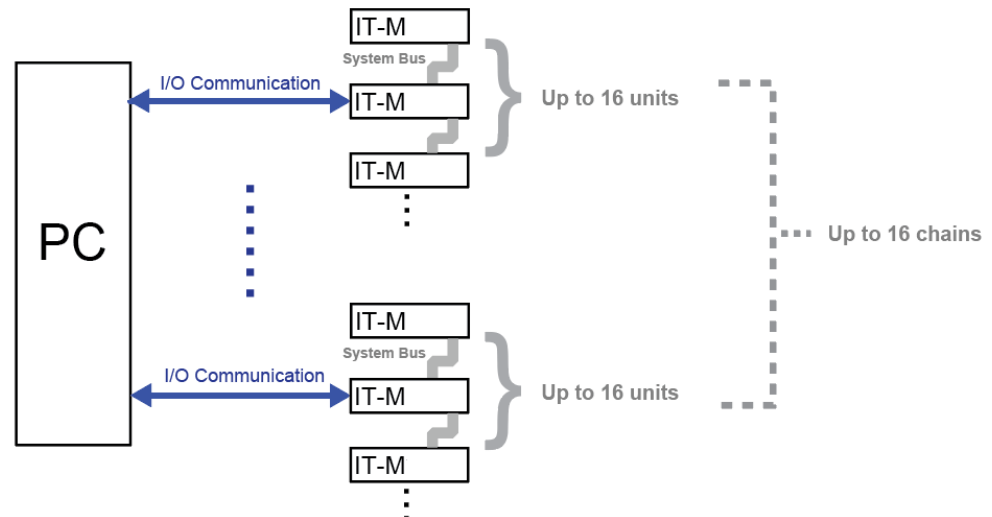 IT-M
System Bus
I/O Communication
IT-M
Up to 16 units
IT-M
PC
Up to 16 chains
IT-M
System Bus
I/O Communication
IT-M
Up to 16 units
IT-M